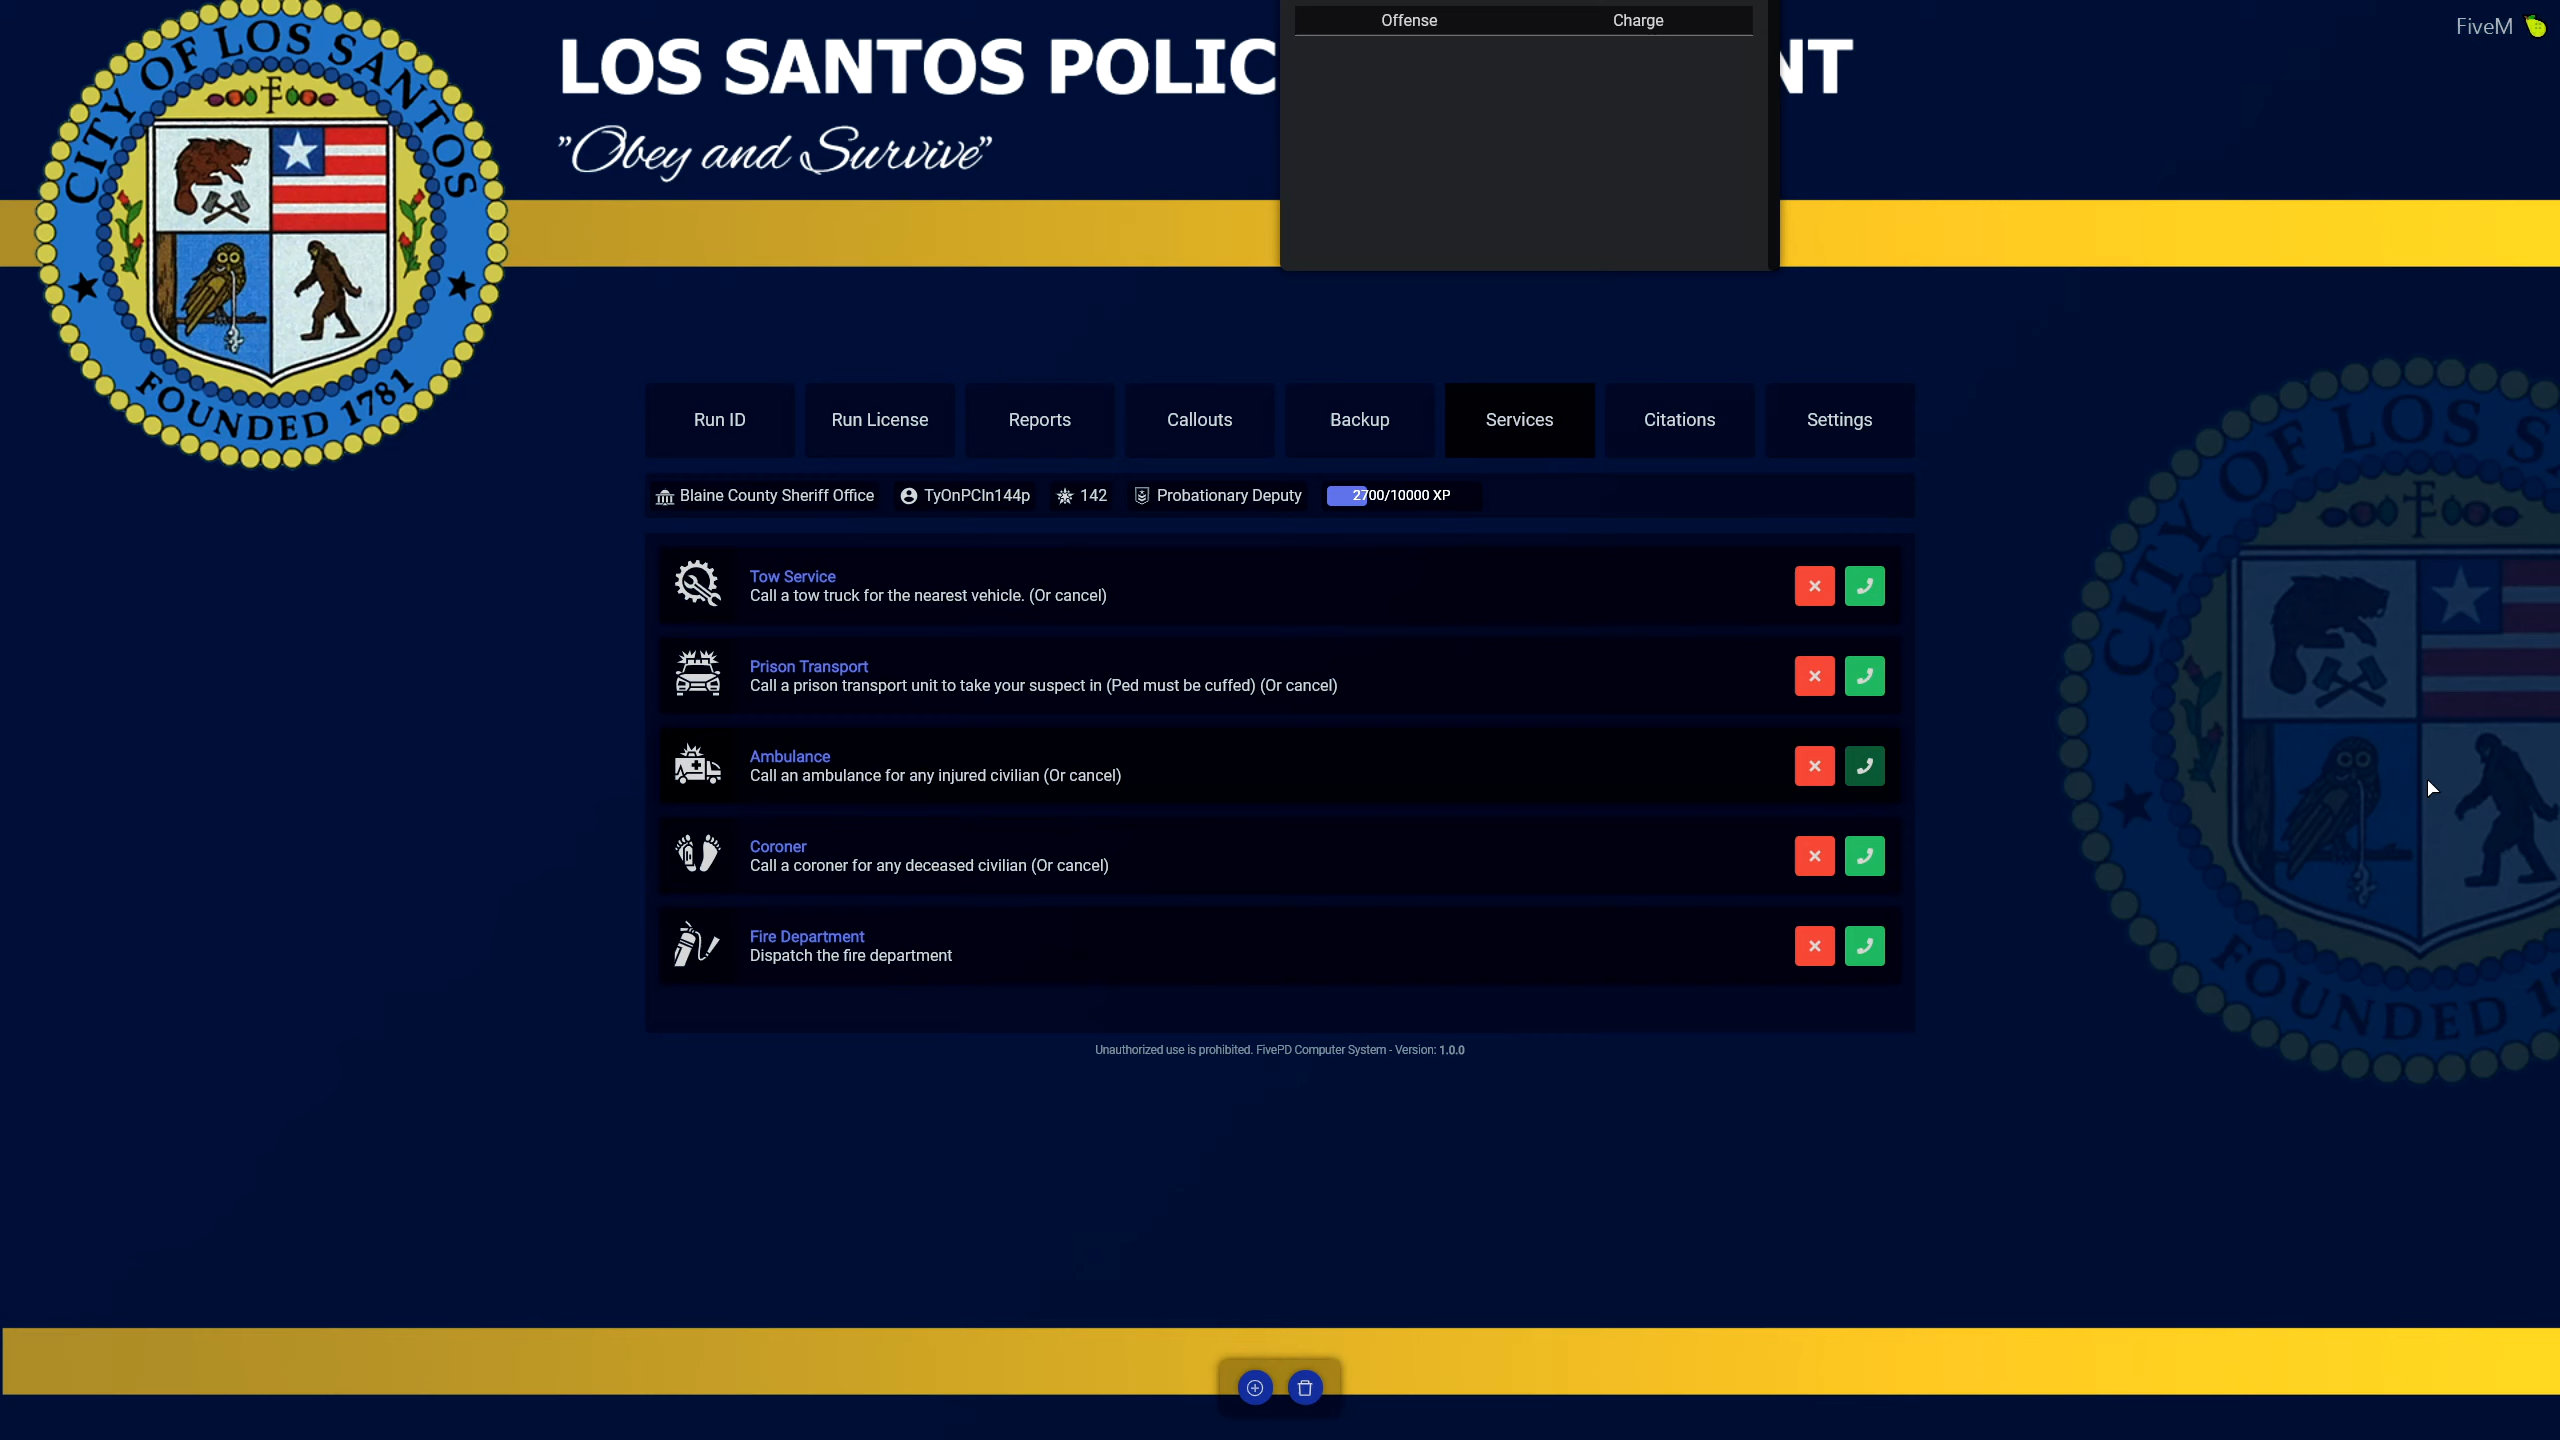 CITY OF LOS SANTOS
FOUNDED 1781
LOS SANTOS POLIC
NT
"Obey and Survive"
Offense Charge
FiveM
Run ID Run License Reports Callouts Backup Services Citations Settings
Blaine County Sheriff Office TyOnPCIn144p 142 Probationary Deputy 2700/10000 XP
Tow Service
Call a tow truck for the nearest vehicle. (Or cancel)
Prison Transport
Call a prison transport unit to take your suspect in (Ped must be cuffed) (Or cancel)
Ambulance
Call an ambulance for any injured civilian (Or cancel)
Coroner
Call a coroner for any deceased civilian (Or cancel)
Fire Department
Dispatch the fire department
Unauthorized use is prohibited. FivePD Computer System - Version: 1.0.0
CITY OF LOS S
FOUNDED 1